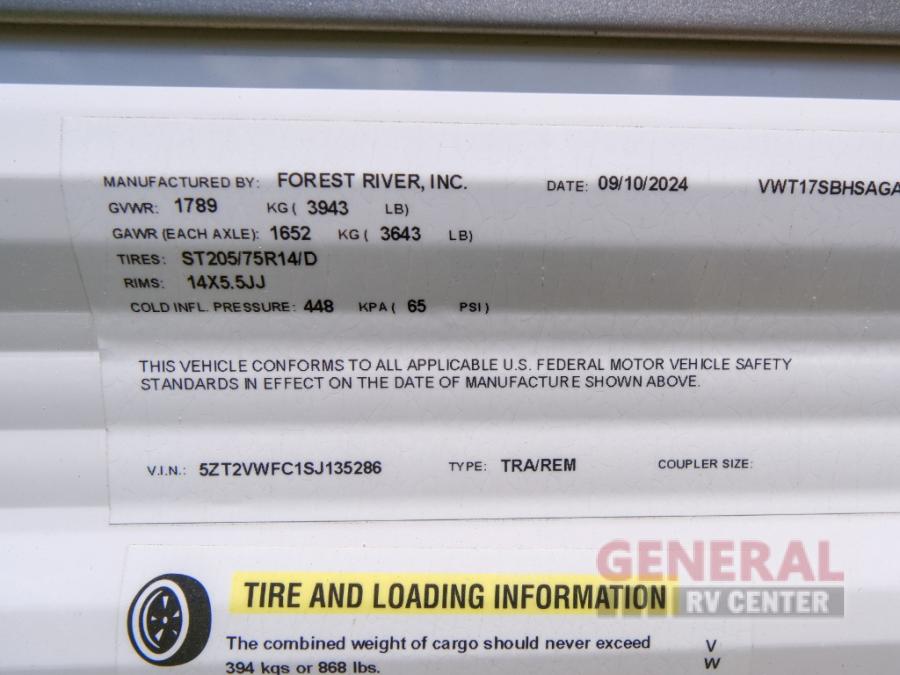 MANUFACTURED BY: FOREST RIVER, INC. DATE: 09/10/2024 VWT17SBHSAGA
GVWR: 1789 KG ( 3943 LB)
GAWR (EACH AXLE): 1652 KG ( 3643 LB)
TIRES: ST205/75R14/D
RIMS: 14X5.5JJ
COLD INFL. PRESSURE: 448 KPA ( 65 PSI )
THIS VEHICLE CONFORMS TO ALL APPLICABLE U.S. FEDERAL MOTOR VEHICLE SAFETY
STANDARDS IN EFFECT ON THE DATE OF MANUFACTURE SHOWN ABOVE.
V.I.N.: 5ZT2VWFC1SJ135286 TYPE: TRA/REM COUPLER SIZE:
GENERAL
RV CENTER
TIRE AND LOADING INFORMATION
The combined weight of cargo should never exceed V
394 kgs or 868 lbs. W